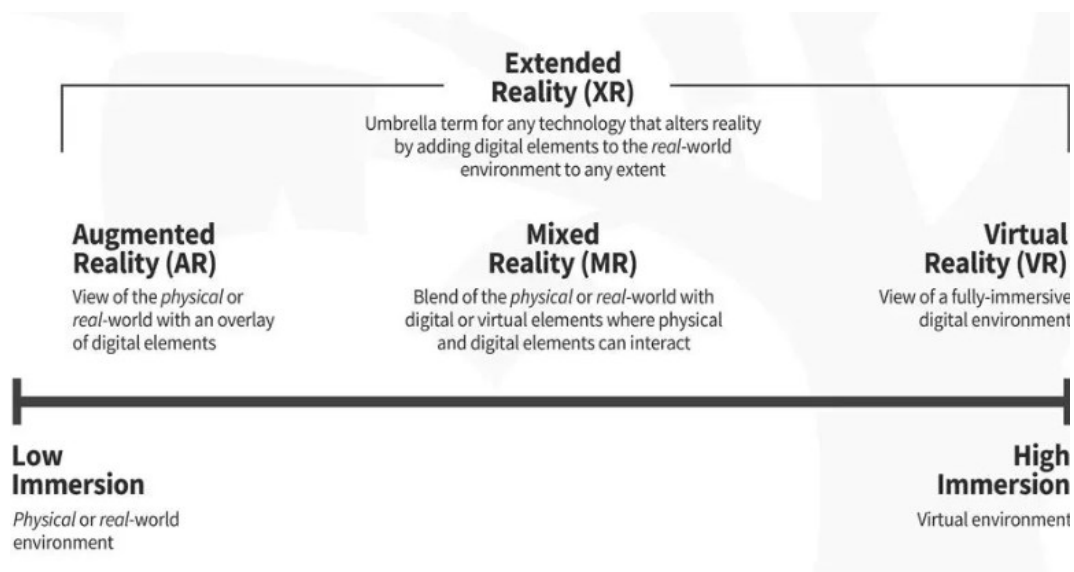 Extended
Reality (XR)
Umbrella term for any technology that alters reality
by adding digital elements to the real-world
environment to any extent
Augmented
Reality (AR)
View of the physical or
real-world with an overlay
of digital elements
Mixed
Reality (MR)
Blend of the physical or real-world with
digital or virtual elements where physical
and digital elements can interact
Virtual
Reality (VR)
View of a fully-immersive
digital environment
Low
Immersion
Physical or real-world
environment
High
Immersion
Virtual environment